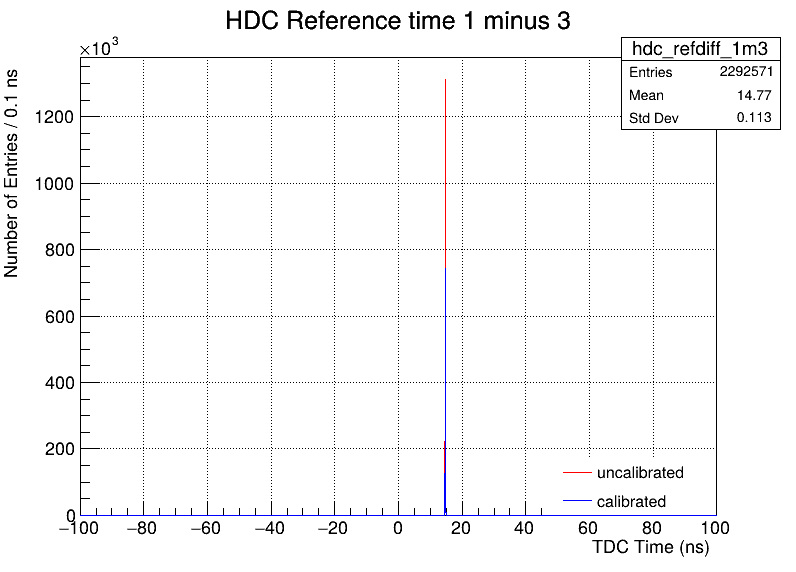 HDC Reference time 1 minus 3
×10³
hdc_refdiff_1m3
Entries 2292571
Mean 14.77
Std Dev 0.113
Number of Entries / 0.1 ns
1200
1000
800
600
400
200
0
uncalibrated
calibrated
−100 −80 −60 −40 −20 0 20 40 60 80 100
TDC Time (ns)